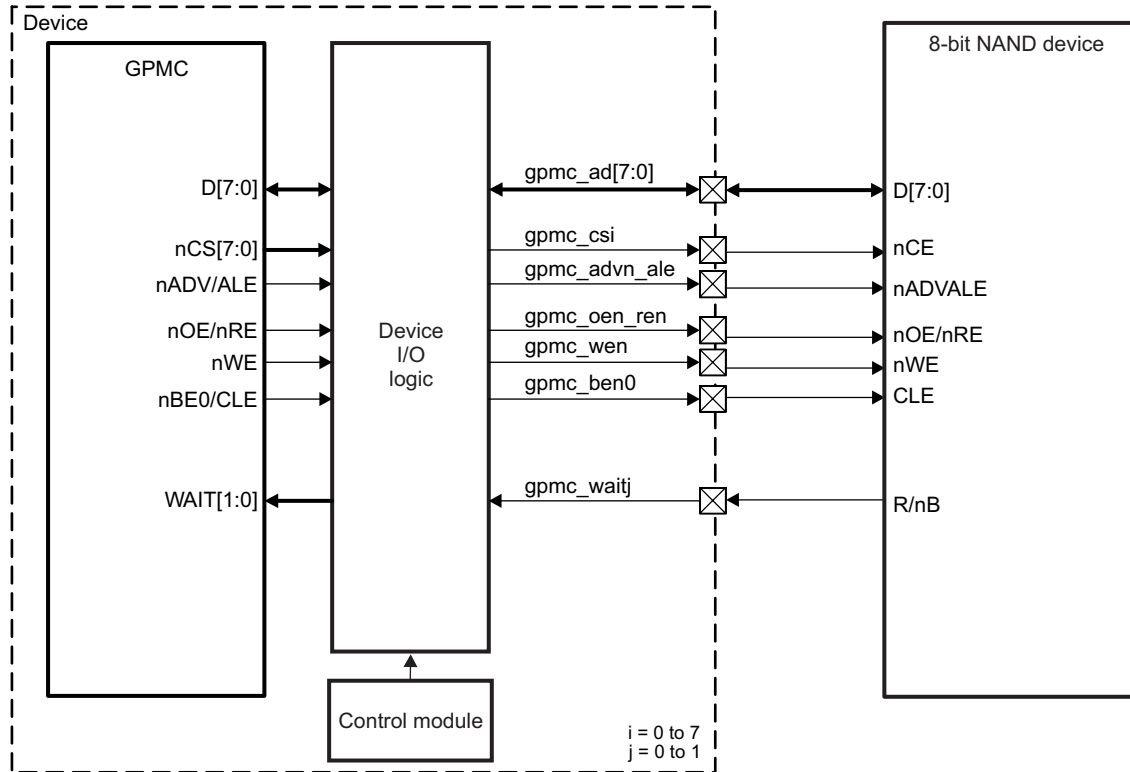 Device
GPMC
8-bit NAND device
D[7:0]
gpmc_ad[7:0]
D[7:0]
nCS[7:0]
gpmc_csi
nCE
nADV/ALE
gpmc_advn_ale
nADVALE
nOE/nRE
gpmc_oen_ren
nOE/nRE
nWE
gpmc_wen
nWE
nBE0/CLE
gpmc_ben0
CLE
Device
I/O
logic
WAIT[1:0]
gpmc_waitj
R/nB
Control module
i = 0 to 7
j = 0 to 1